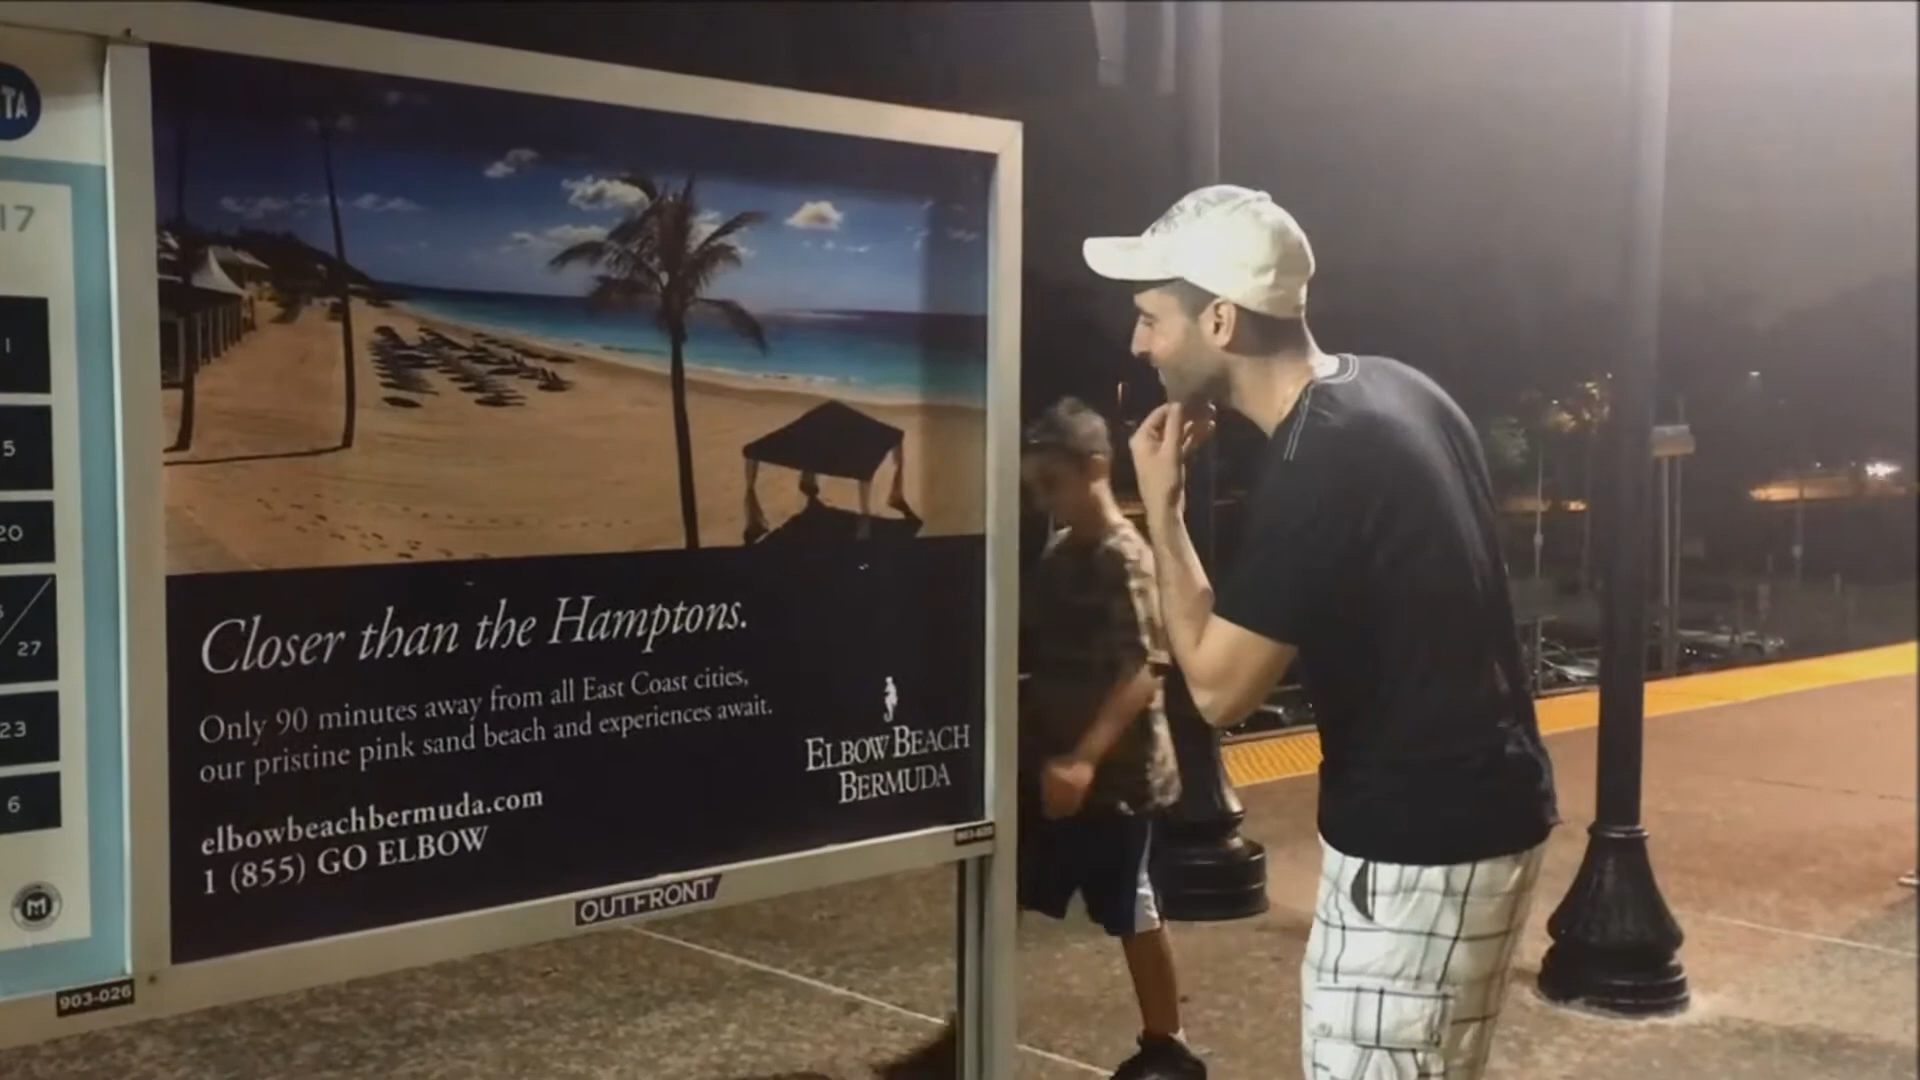 TA
17
1
5
20
27
23
6
M
903-026
Closer than the Hamptons.
Only 90 minutes away from all East Coast cities,
our pristine pink sand beach and experiences await.
elbowbeachbermuda.com
1 (855) GO ELBOW
ELBOW BEACH
BERMUDA
OUTFRONT